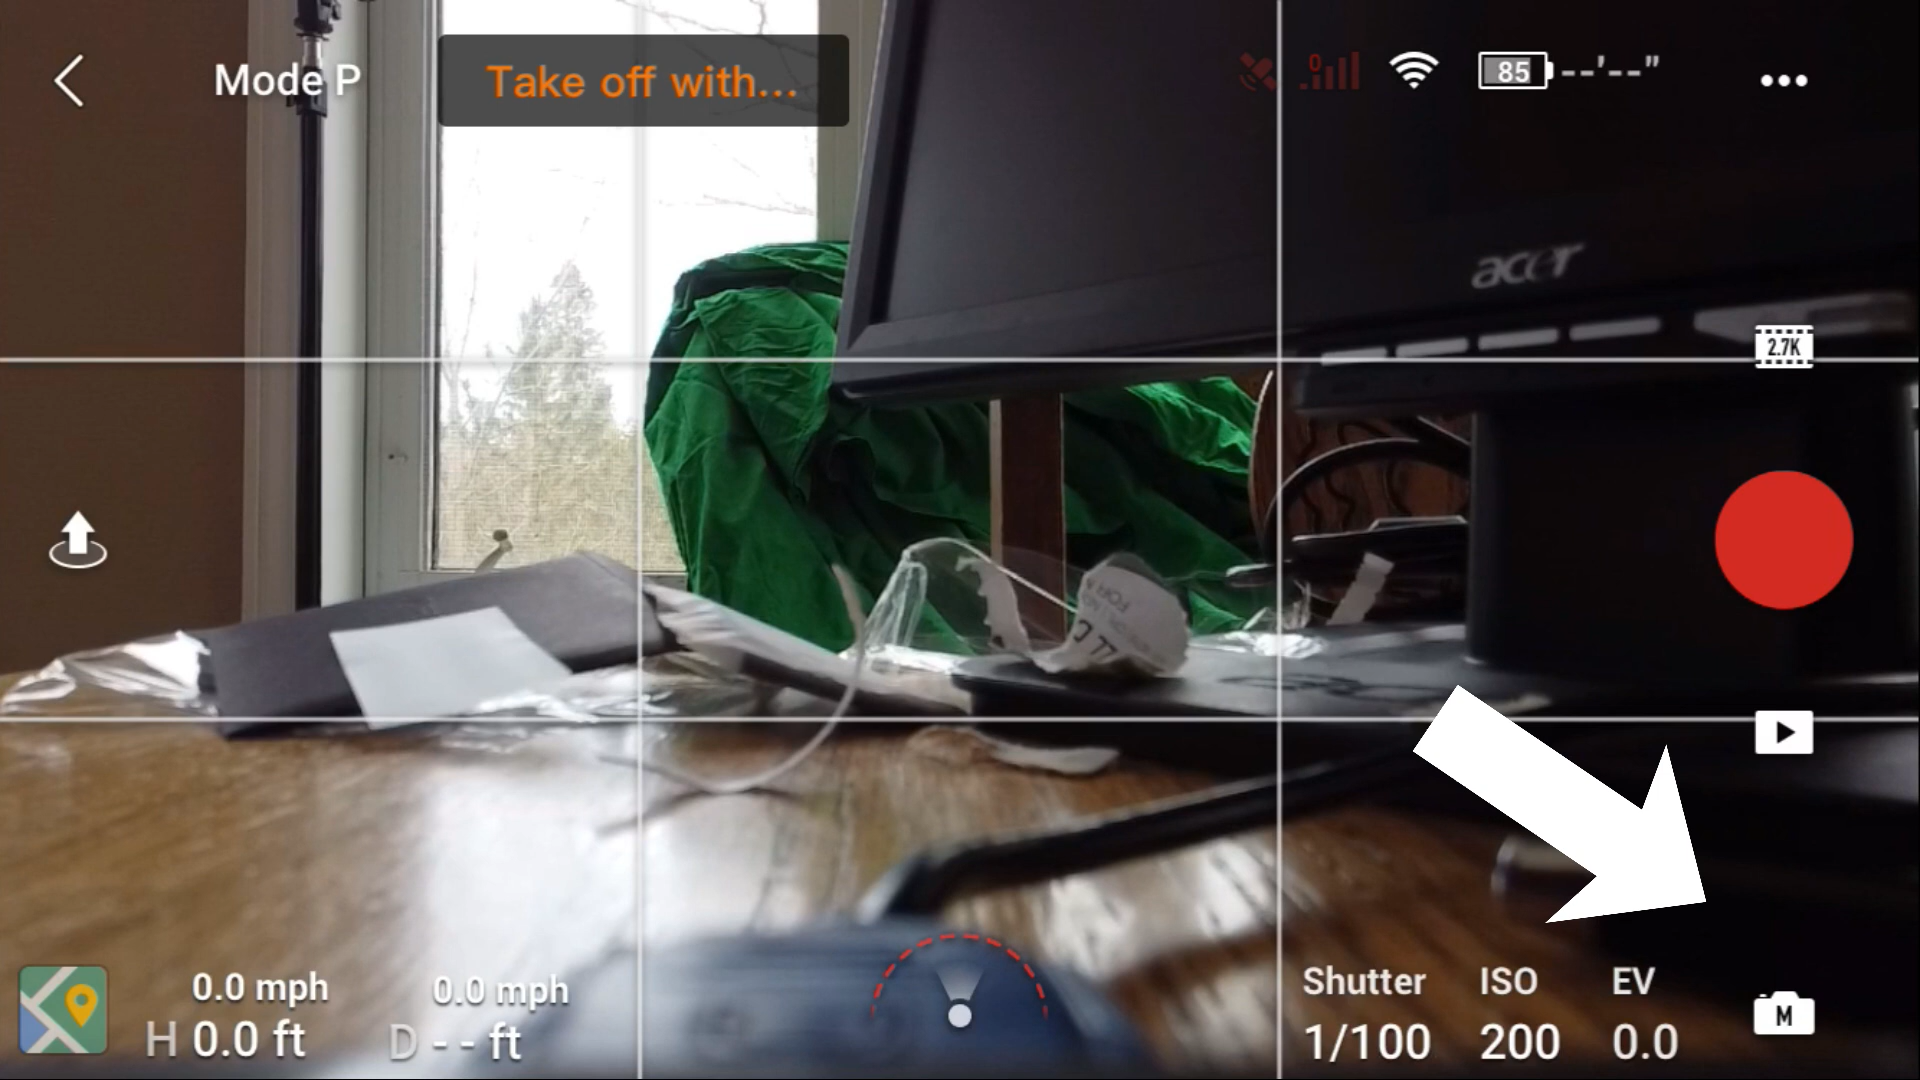 Mode P
Take off with...
0
85
--'--"
acer
2.7K
0.0 mph
0.0 mph
H 0.0 ft
D -- ft
Shutter ISO EV
1/100 200 0.0
M